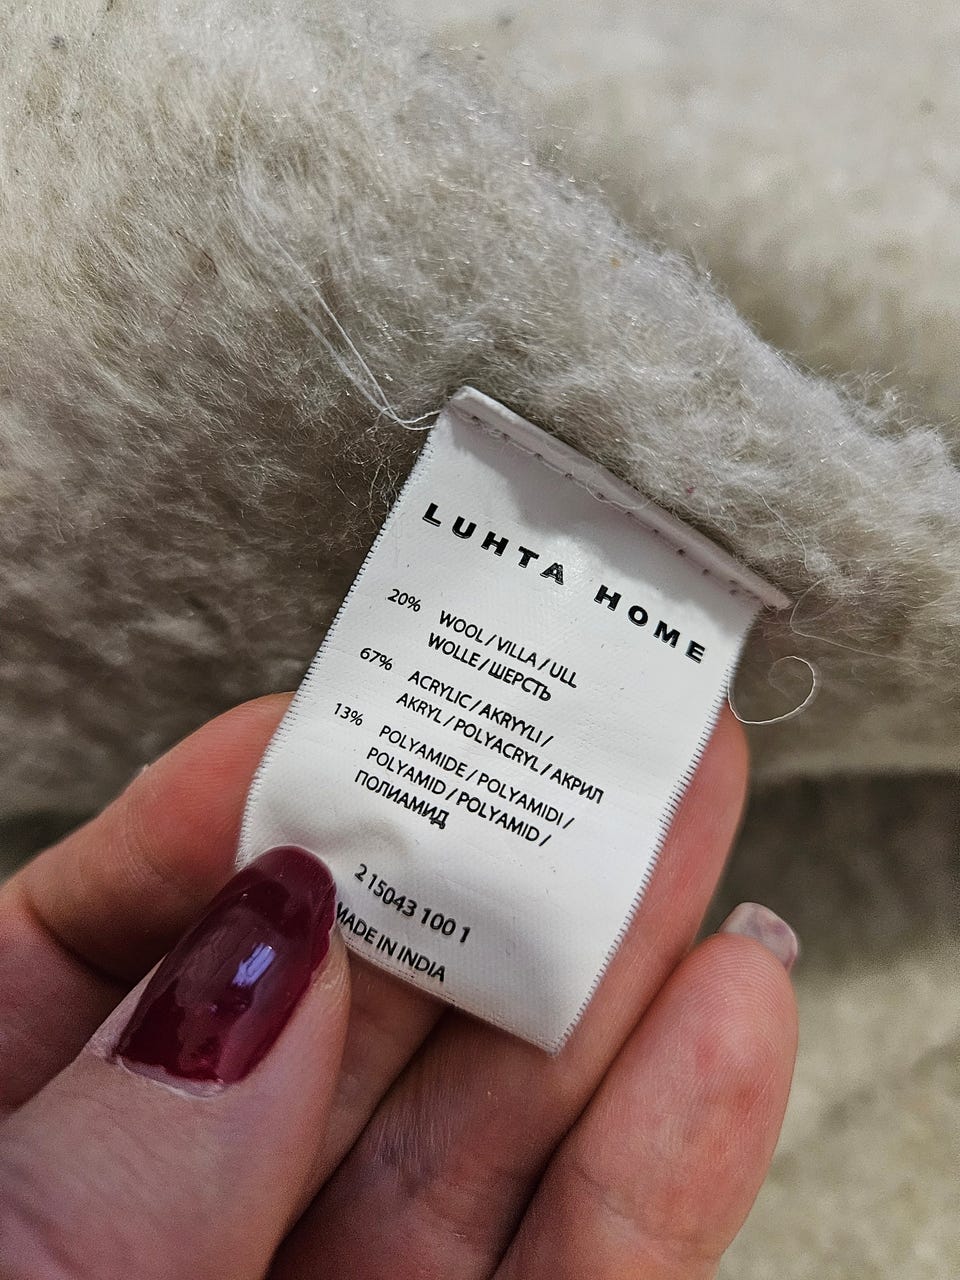 LUHTA HOME
20% WOOL / VILLA / ULL
WOLLE / ШЕРСТЬ
67% ACRYLIC / AKRYYLI /
AKRYL / POLYACRYL / АКРИЛ
13% POLYAMIDE / POLYAMIDI /
POLYAMID / POLYAMID /
ПОЛИАМИД
2 15043 100 1
MADE IN INDIA